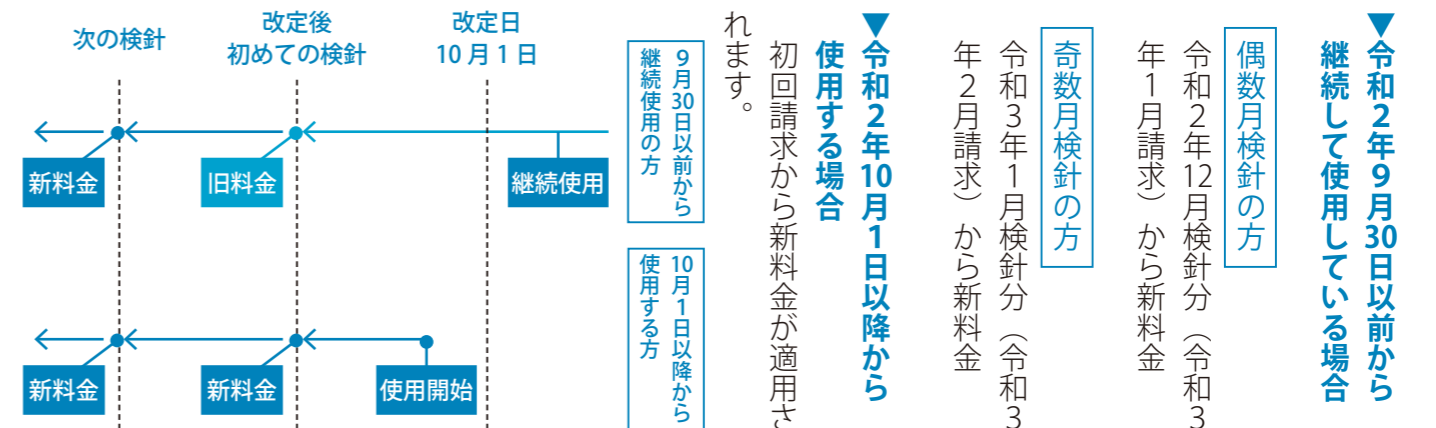 ▼令和2年9月30日以前から
継続して使用している場合
偶数月検針の方
令和2年12月検針分（令和3
年1月請求）から新料金
奇数月検針の方
令和3年1月検針分（令和3
年2月請求）から新料金
▼令和2年10月1日以降から
使用する場合
初回請求から新料金が適用さ
れます。
9月30日以前から
継続使用の方
改定日
10月1日
改定後
初めての検針
次の検針
継続使用
旧料金
新料金
10月1日以降から
使用する方
使用開始
新料金
新料金